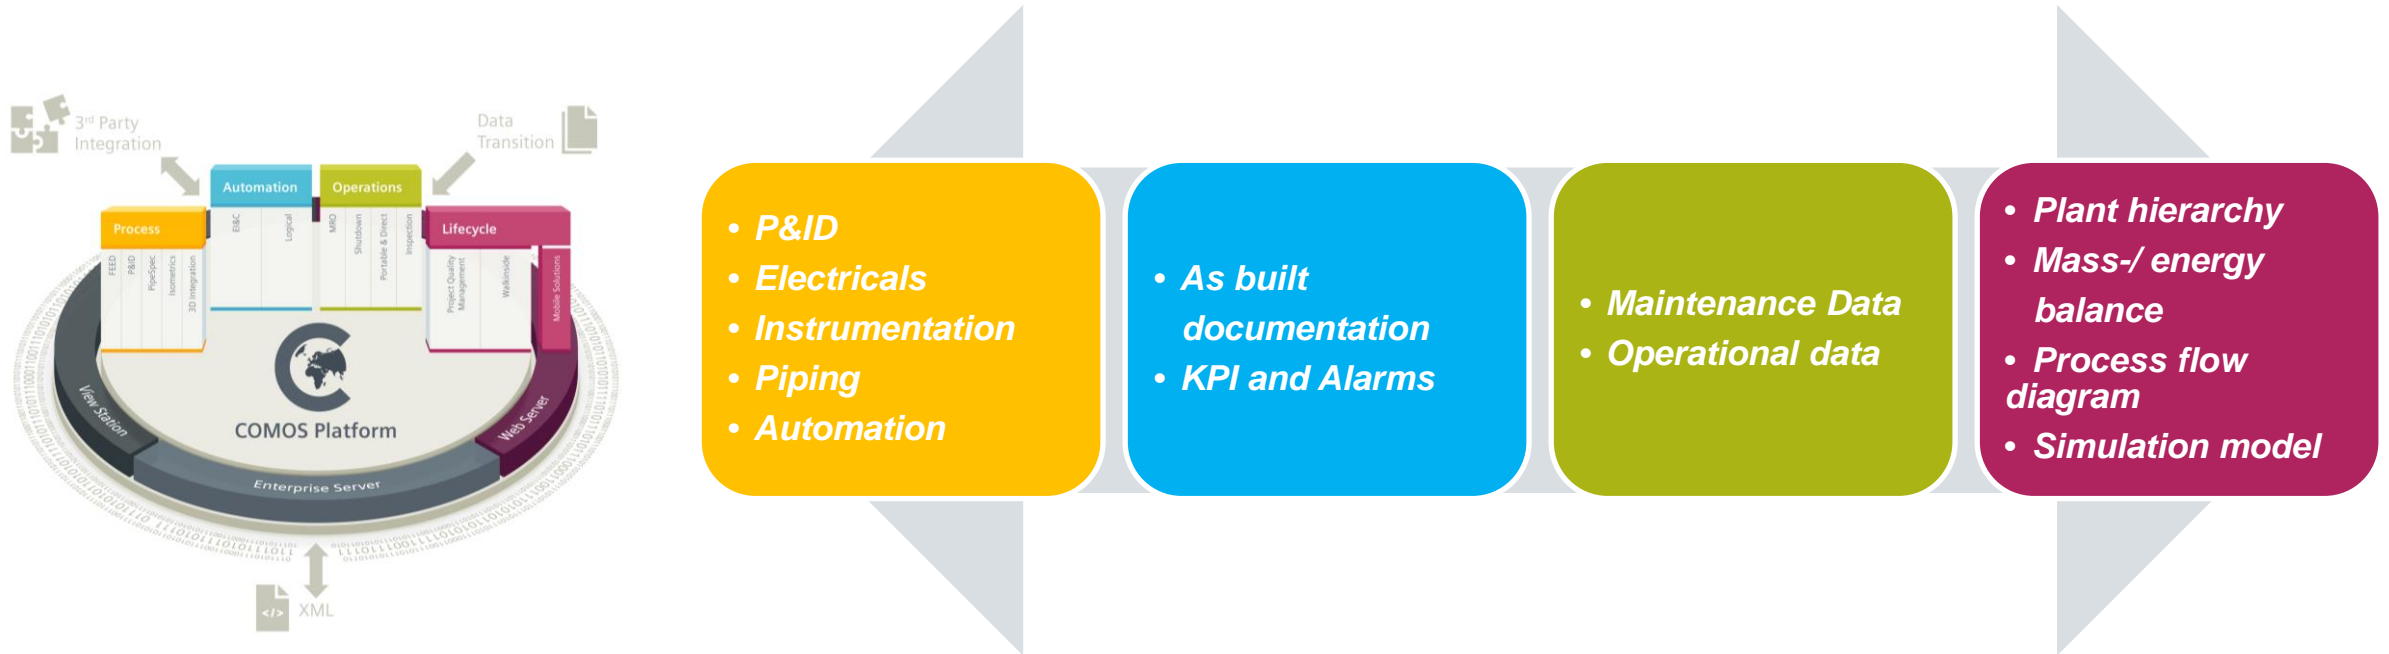 3rd Party
Integration
Data
Transition
Automation
Operations
Process
Lifecycle
FEED
P&ID
PipeSpec
Isometrics
3D Integration
EI&C
Logical
MRO
Shutdown
Portable & Direct
Inspection
Project Quality
Management
Walkinside
Mobile Solutions
COMOS Platform
View Station
Enterprise Server
Web Server
</>
XML
• P&ID
• Electricals
• Instrumentation
• Piping
• Automation
• As built
documentation
• KPI and Alarms
• Maintenance Data
• Operational data
• Plant hierarchy
• Mass-/ energy
balance
• Process flow
diagram
• Simulation model